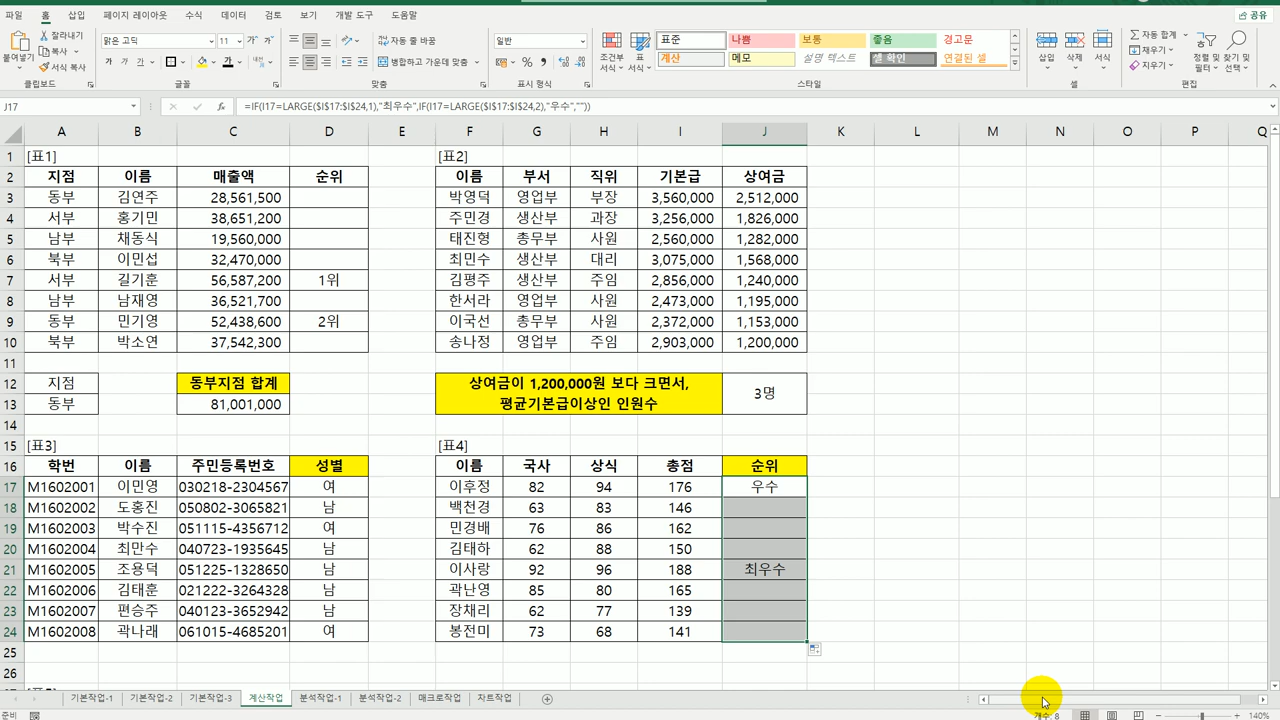 파일 홈 삽입 페이지 레이아웃 수식 데이터 검토 보기 개발 도구 도움말 공유
붙여넣기 잘라내기 복사 서식 복사 맑은 고딕 11 가 가 자동 줄 바꿈 병합하고 가운데 맞춤 일반 조건부 서식 표 서식 표준 나쁨 보통 좋음 경고문 계산 메모 설명 텍스트 셀 확인 연결된 셀 삽입 삭제 서식 자동 합계 채우기 지우기 정렬 및 필터 찾기 및 선택
클립보드 글꼴 맞춤 표시 형식 스타일 셀 편집
J17 fx =IF(I17=LARGE($I$17:$I$24,1),"최우수",IF(I17=LARGE($I$17:$I$24,2),"우수",""))
A B C D E F G H I J K L M N O P Q
1 [표1] [표2]
2 지점 이름 매출액 순위 이름 부서 직위 기본급 상여금
3 동부 김연주 28,561,500 박영덕 영업부 부장 3,560,000 2,512,000
4 서부 홍기민 38,651,200 주민경 생산부 과장 3,256,000 1,826,000
5 남부 채동식 19,560,000 태진형 총무부 사원 2,560,000 1,282,000
6 북부 이민섭 32,470,000 최민수 생산부 대리 3,075,000 1,568,000
7 서부 길기훈 56,587,200 1위 김평주 생산부 주임 2,856,000 1,240,000
8 남부 남재영 36,521,700 한서라 영업부 사원 2,473,000 1,195,000
9 동부 민기영 52,438,600 2위 이국선 총무부 사원 2,372,000 1,153,000
10 북부 박소연 37,542,300 송나정 영업부 주임 2,903,000 1,200,000
11
12 지점 동부지점 합계 상여금이 1,200,000원 보다 크면서, 3명
13 동부 81,001,000 평균기본급이상인 인원수
14
15 [표3] [표4]
16 학번 이름 주민등록번호 성별 이름 국사 상식 총점 순위
17 M1602001 이민영 030218-2304567 여 이후정 82 94 176 우수
18 M1602002 도홍진 050802-3065821 남 백천경 63 83 146
19 M1602003 박수진 051115-4356712 여 민경배 76 86 162
20 M1602004 최만수 040723-1935645 남 김태하 62 88 150
21 M1602005 조용덕 051225-1328650 남 이사랑 92 96 188 최우수
22 M1602006 김태훈 021222-3264328 남 곽난영 85 80 165
23 M1602007 편승주 040123-3652942 남 장채리 62 77 139
24 M1602008 곽나래 061015-4685201 여 봉전미 73 68 141
25
26
기본작업-1 기본작업-2 기본작업-3 계산작업 분석작업-1 분석작업-2 매크로작업 차트작업
준비 개수: 8 140%